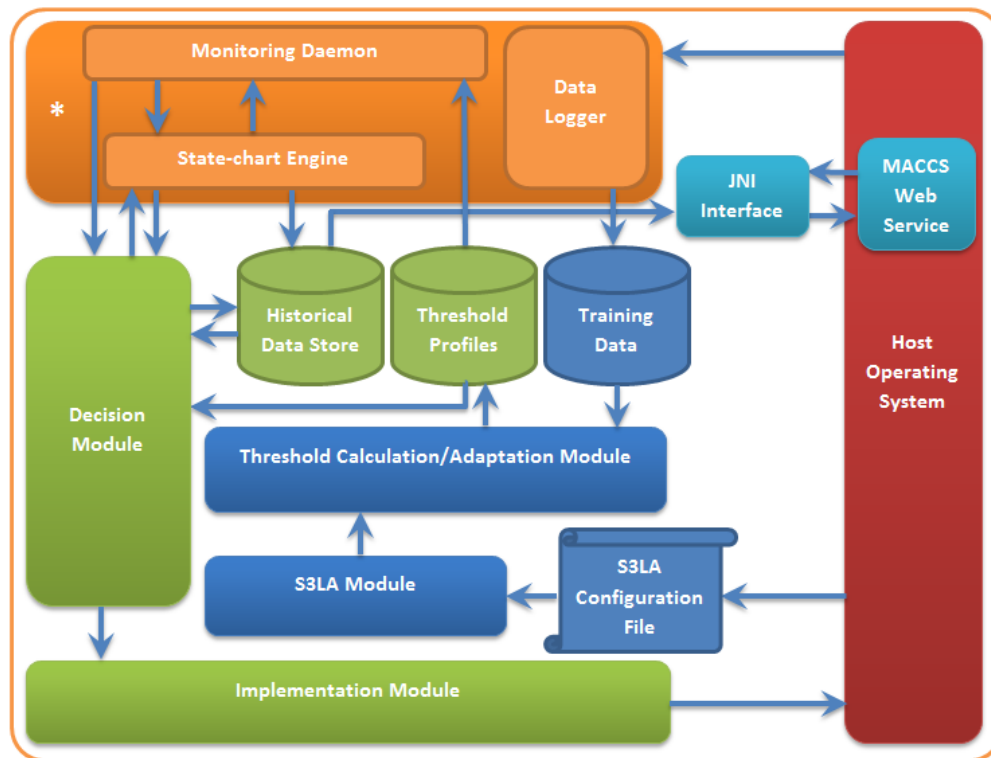 Monitoring Daemon
*
Data
Logger
State-chart Engine
JNI
Interface
MACCS
Web
Service
Historical
Data Store
Threshold
Profiles
Training
Data
Host
Operating
System
Decision
Module
Threshold Calculation/Adaptation Module
S3LA Module
S3LA
Configuration
File
Implementation Module